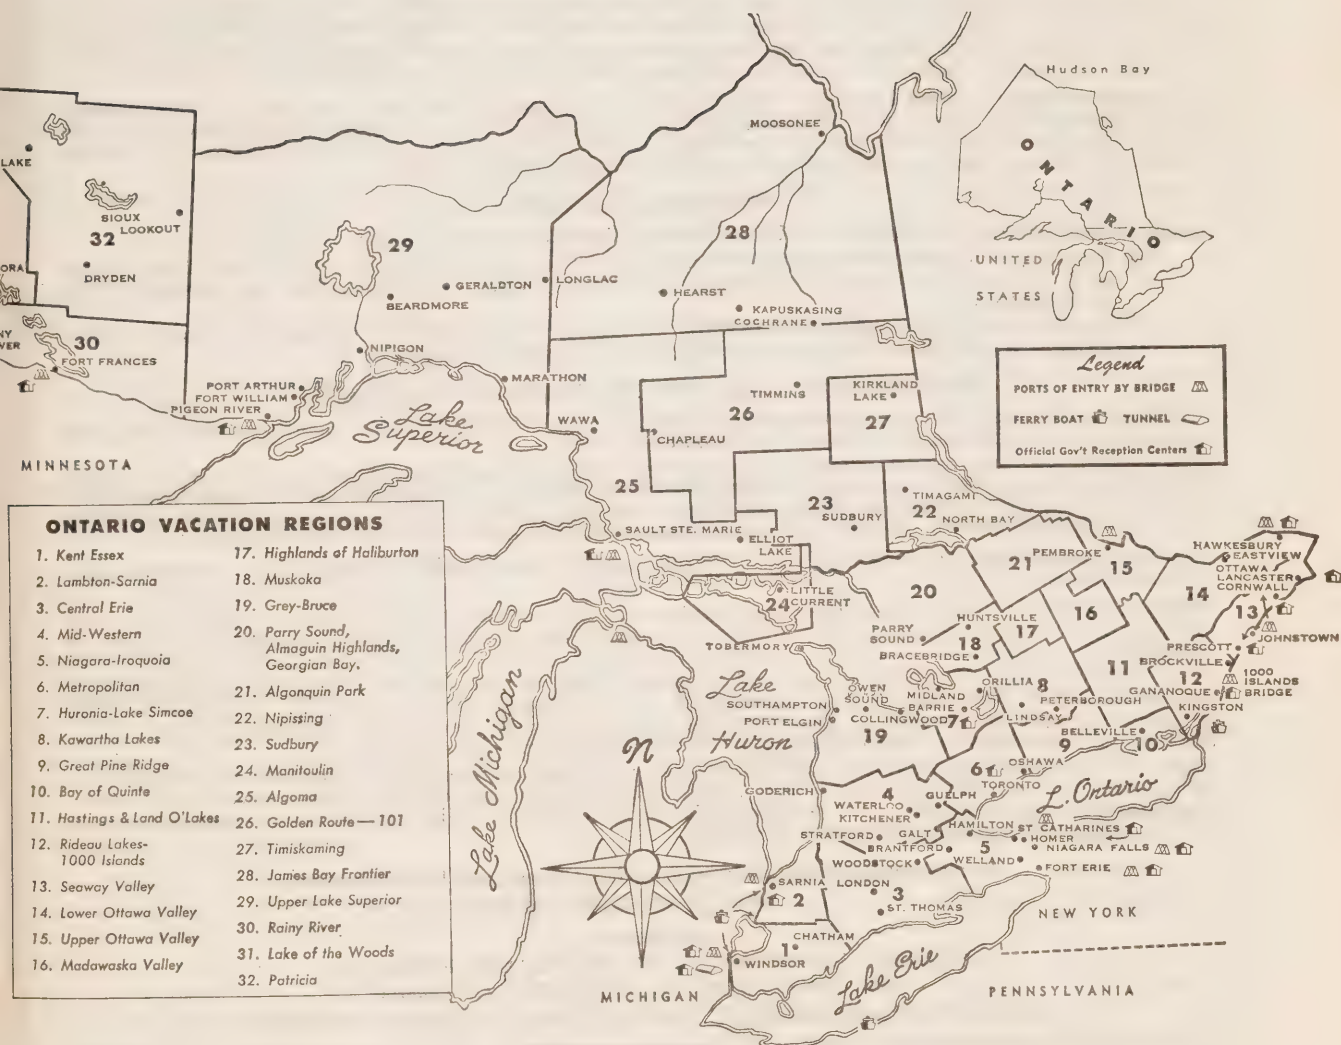 Hudson Bay
ONTARIO
UNITED
STATES
MOOSONEE
LAKE
SIOUX
LOOKOUT
32
DRYDEN
ORA
29
GERALDTON
LONGLAC
BEARDMORE
28
HEARST
KAPUSKASING
COCHRANE
NY
VER
30
FORT FRANCES
NIPIGON
PORT ARTHUR
FORT WILLIAM
PIGEON RIVER
MARATHON
Lake
Superior
WAWA
MINNESOTA
TIMMINS
26
CHAPLEAU
KIRKLAND
LAKE
27
Legend
PORTS OF ENTRY BY BRIDGE
FERRY BOAT
TUNNEL
Official Gov't Reception Centers
25
23
SUDBURY
TIMAGAMI
22
NORTH BAY
SAULT STE. MARIE
ELLIOT
LAKE
24
LITTLE
CURRENT
TOBERMORY
21
PEMBROKE
15
HAWKESBURY
EASTVIEW
OTTAWA
LANCASTER
CORNWALL
14
13
JOHNSTOWN
PRESCOTT
BROCKVILLE
12
1000
ISLANDS
BRIDGE
GANANOQUE
KINGSTON
20
HUNTSVILLE
PARRY
SOUND
18
BRACEBRIDGE
17
16
11
ORILLIA
8
PETERBOROUGH
LINDSAY
BELLEVILLE
9
10
Lake
Huron
SOUTHAMPTON
PORT ELGIN
OWEN
SOUND
MIDLAND
BARRIE
COLLINGWOOD
7
19
6
OSHAWA
TORONTO
L. Ontario
GODERICH
4
WATERLOO
KITCHENER
GUELPH
STRATFORD
GALT
HAMILTON
ST CATHARINES
HOMER
BRANTFORD
5
NIAGARA FALLS
WOODSTOCK
WELLAND
FORT ERIE
SARNIA
2
LONDON
3
ST. THOMAS
CHATHAM
1
WINDSOR
Lake Erie
NEW YORK
PENNSYLVANIA
MICHIGAN
Lake Michigan
N
ONTARIO VACATION REGIONS
1. Kent Essex
2. Lambton-Sarnia
3. Central Erie
4. Mid-Western
5. Niagara-Iroquoia
6. Metropolitan
7. Huronia-Lake Simcoe
8. Kawartha Lakes
9. Great Pine Ridge
10. Bay of Quinte
11. Hastings & Land O'Lakes
12. Rideau Lakes-
1000 Islands
13. Seaway Valley
14. Lower Ottawa Valley
15. Upper Ottawa Valley
16. Madawaska Valley
17. Highlands of Haliburton
18. Muskoka
19. Grey-Bruce
20. Parry Sound,
Almaguin Highlands,
Georgian Bay.
21. Algonquin Park
22. Nipissing
23. Sudbury
24. Manitoulin
25. Algoma
26. Golden Route—101
27. Timiskaming
28. James Bay Frontier
29. Upper Lake Superior
30. Rainy River
31. Lake of the Woods
32. Patricia